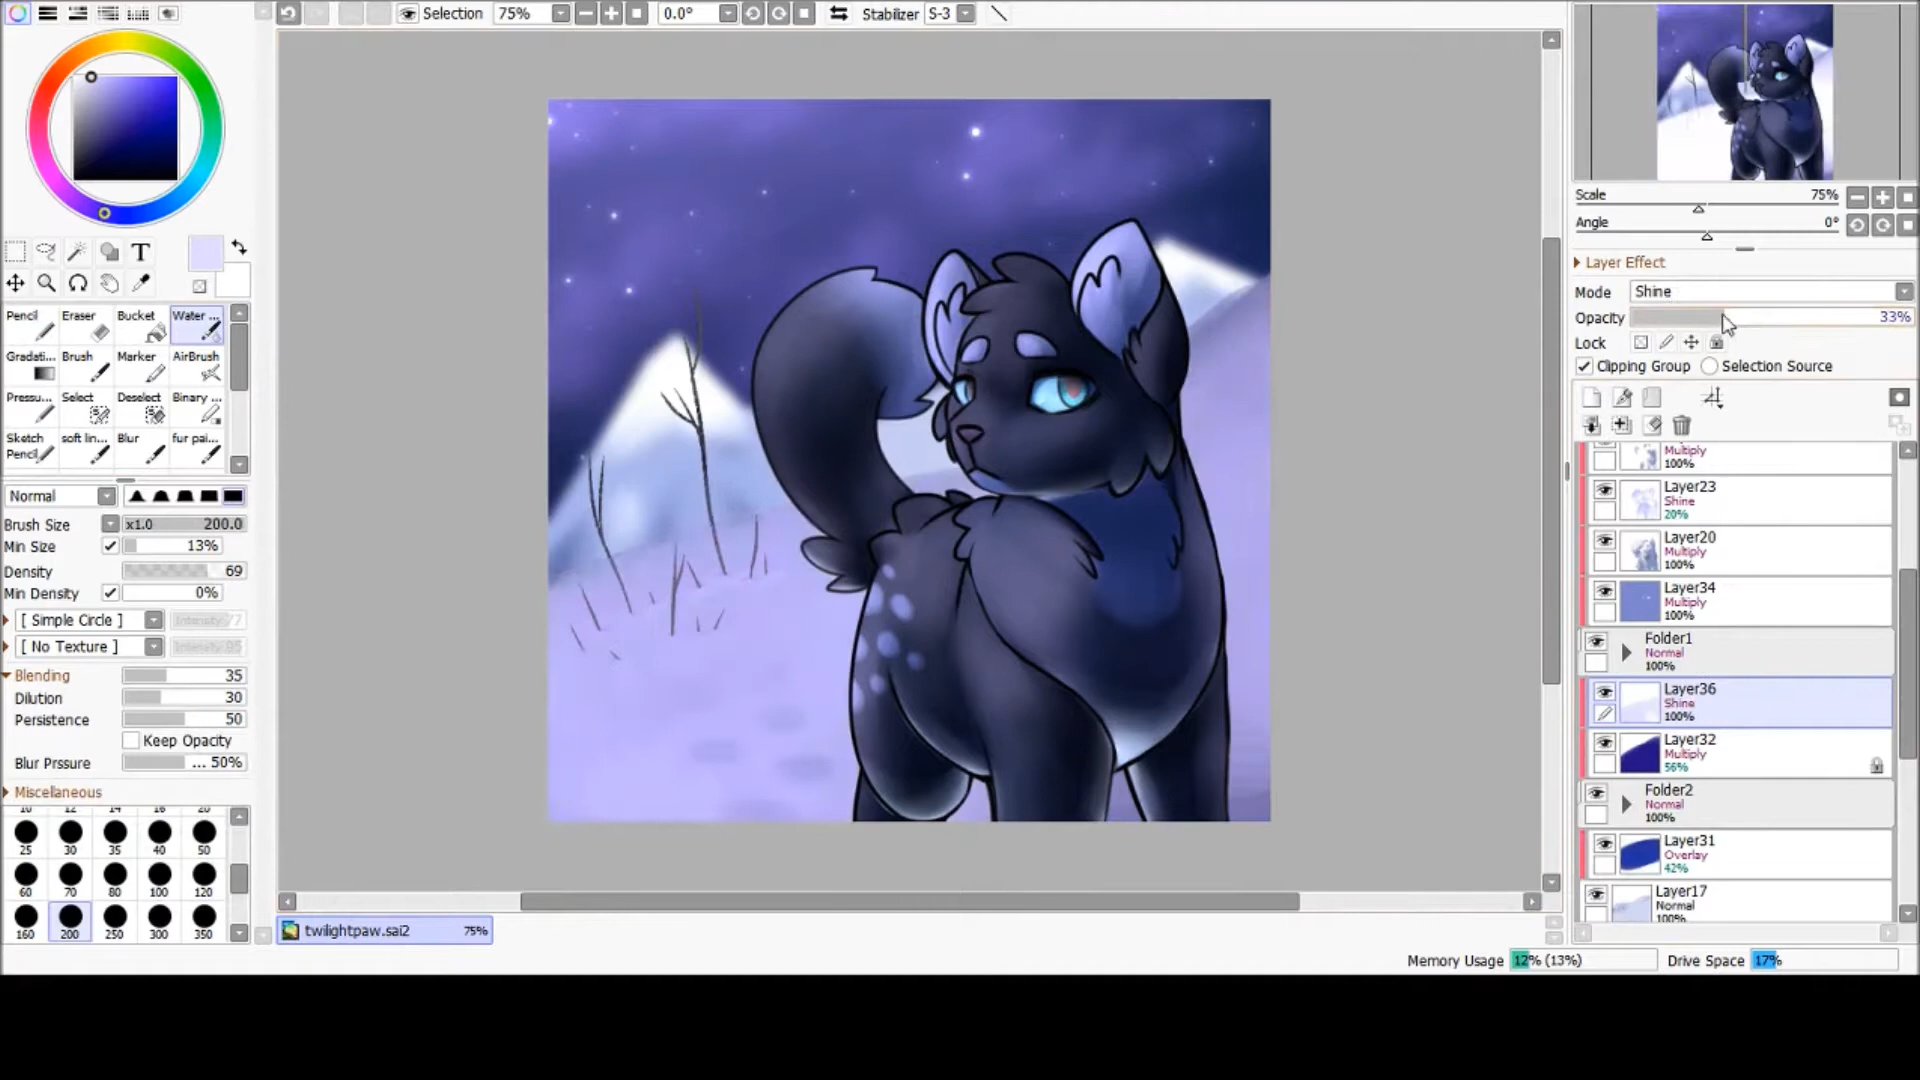 Selection
75%
0.0°
Stabilizer S-3
Scale 75%
Angle 0°
Layer Effect
Mode Shine
Opacity 33%
Lock
Clipping Group Selection Source
T
Pencil Eraser Bucket Water ...
Gradati... Brush Marker AirBrush
Pressu... Select Deselect Binary ...
Sketch Pencil soft lin... Blur fur pai...
Normal
Brush Size x1.0 200.0
Min Size 13%
Density 69
Min Density 0%
[ Simple Circle ]
[ No Texture ]
Blending 35
Dilution 30
Persistence 50
Keep Opacity
Blur Prssure ... 50%
Miscellaneous
25 30 35 40 50
60 70 80 100 120
160 200 250 300 350
Multiply
100%
Layer23
Shine
20%
Layer20
Multiply
100%
Layer34
Multiply
100%
Folder1
Normal
100%
Layer36
Shine
100%
Layer32
Multiply
56%
Folder2
Normal
100%
Layer31
Overlay
42%
Layer17
Normal
100%
twilightpaw.sai2 75%
Memory Usage 12% (13%) Drive Space 17%